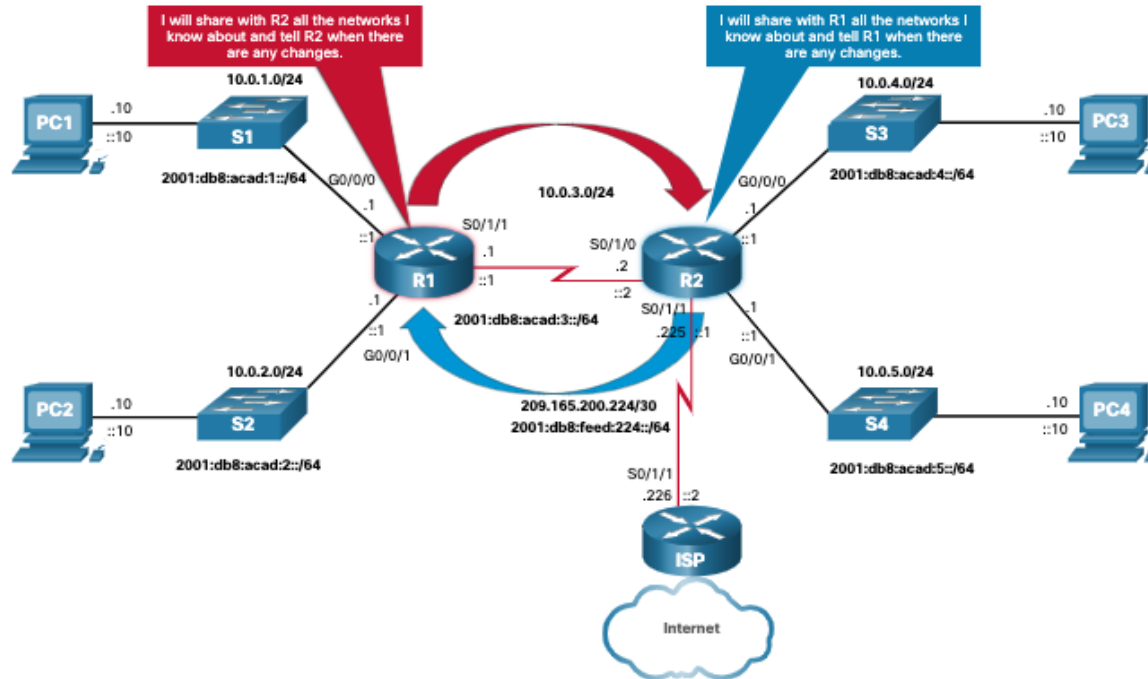 I will share with R2 all the networks I
know about and tell R2 when there
are any changes.
I will share with R1 all the networks I
know about and tell R1 when there
are any changes.
10.0.1.0/24
10.0.4.0/24
PC1
.10
::10
S1
S3
.10
::10
PC3
2001:db8:acad:1::/64
G0/0/0
.1
::1
10.0.3.0/24
G0/0/0
.1
::1
2001:db8:acad:4::/64
S0/1/1
.1
::1
R1
S0/1/0
.2
::2
R2
2001:db8:acad:3::/64
S0/1/1
.225
::1
.1
::1
G0/0/1
.1
::1
G0/0/1
10.0.2.0/24
10.0.5.0/24
PC2
.10
::10
S2
209.165.200.224/30
2001:db8:feed:224::/64
S4
.10
::10
PC4
2001:db8:acad:2::/64
2001:db8:acad:5::/64
S0/1/1
.226
::2
ISP
Internet